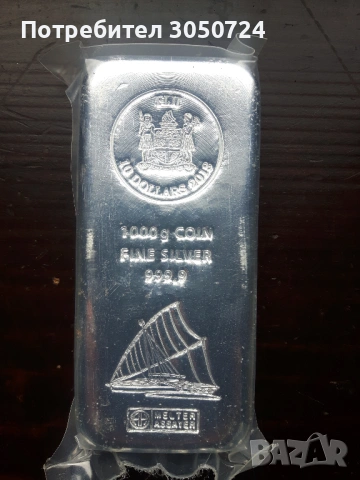 Потребител 3050724
FIJI
10 DOLLARS 2018
1000g COIN
FINE SILVER
999.9
MELTER
ASSAYER
BAZAR